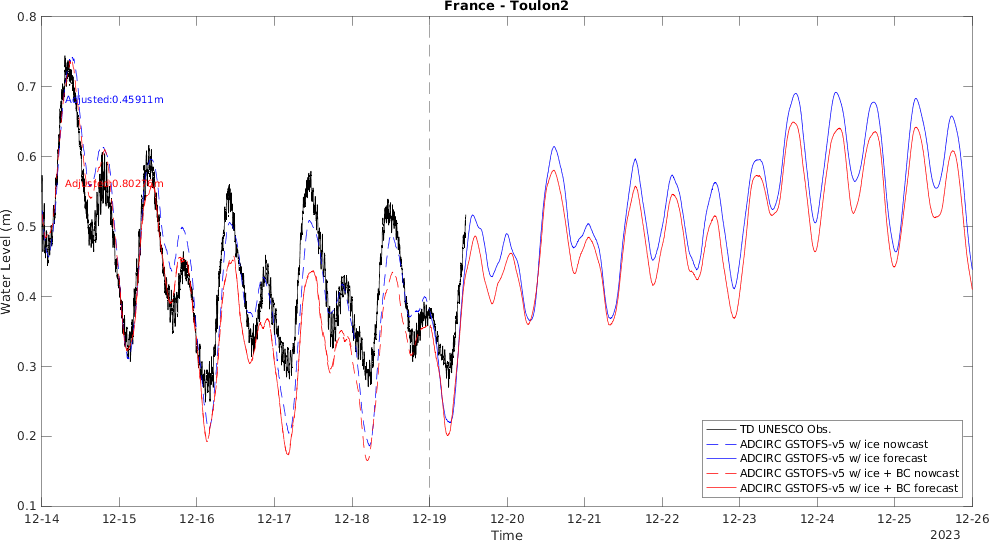 France - Toulon2
0.8
0.7
0.6
0.5
0.4
0.3
0.2
0.1
Water Level (m)
Adjusted:0.45911m
TD UNESCO Obs.
ADCIRC GSTOFS-v5 w/ ice nowcast
ADCIRC GSTOFS-v5 w/ ice forecast
ADCIRC GSTOFS-v5 w/ ice + BC nowcast
ADCIRC GSTOFS-v5 w/ ice + BC forecast
12-14 12-15 12-16 12-17 12-18 12-19 12-20 12-21 12-22 12-23 12-24 12-25 12-26
Time
2023